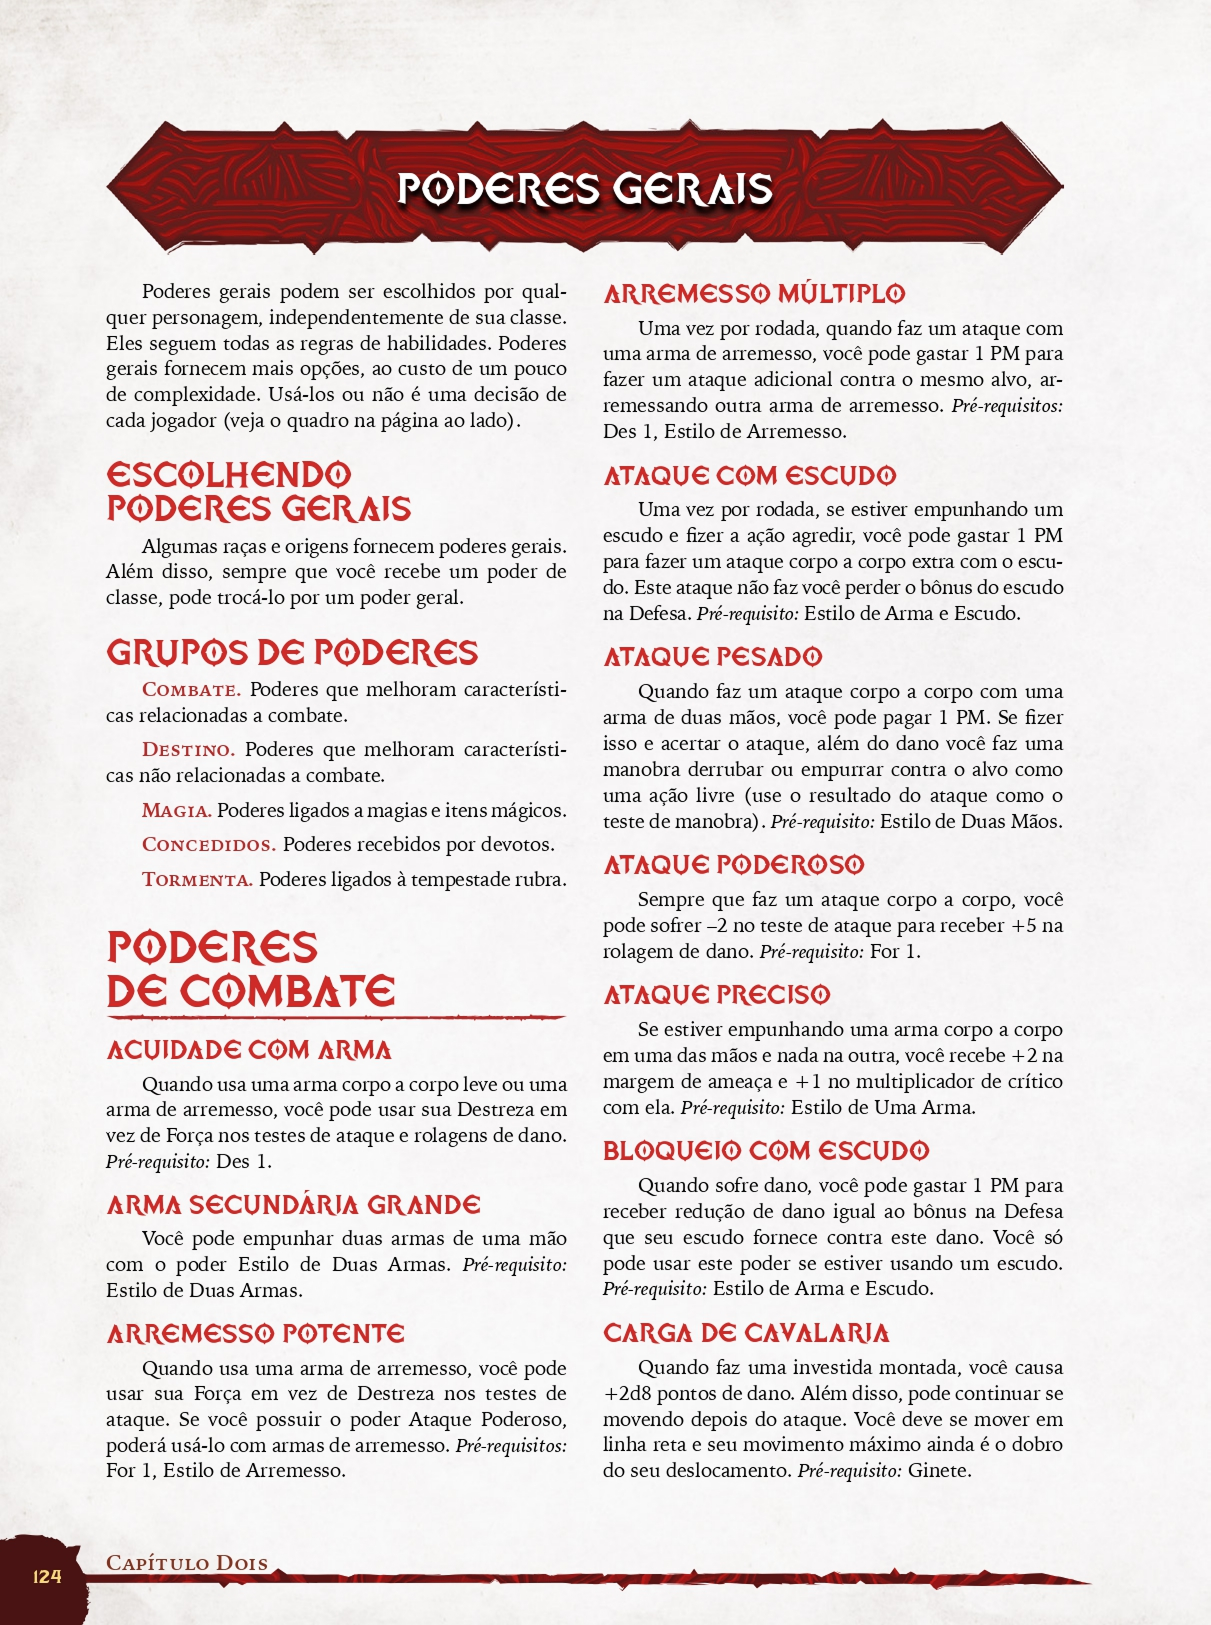 PODERES GERAIS
Poderes gerais podem ser escolhidos por qual-
quer personagem, independentemente de sua classe.
Eles seguem todas as regras de habilidades. Poderes
gerais fornecem mais opções, ao custo de um pouco
de complexidade. Usá-los ou não é uma decisão de
cada jogador (veja o quadro na página ao lado).
ESCOLHENDO
PODERES GERAIS
Algumas raças e origens fornecem poderes gerais.
Além disso, sempre que você recebe um poder de
classe, pode trocá-lo por um poder geral.
GRUPOS DE PODERES
COMBATE. Poderes que melhoram característi-
cas relacionadas a combate.
DESTINO. Poderes que melhoram característi-
cas não relacionadas a combate.
MAGIA. Poderes ligados a magias e itens mágicos.
CONCEDIDOS. Poderes recebidos por devotos.
TORMENTA. Poderes ligados à tempestade rubra.
PODERES
DE COMBATE
ACUIDADE COM ARMA
Quando usa uma arma corpo a corpo leve ou uma
arma de arremesso, você pode usar sua Destreza em
vez de Força nos testes de ataque e rolagens de dano.
Pré-requisito: Des 1.
ARMA SECUNDÁRIA GRANDE
Você pode empunhar duas armas de uma mão
com o poder Estilo de Duas Armas. Pré-requisito:
Estilo de Duas Armas.
ARREMESSO POTENTE
Quando usa uma arma de arremesso, você pode
usar sua Força em vez de Destreza nos testes de
ataque. Se você possuir o poder Ataque Poderoso,
poderá usá-lo com armas de arremesso. Pré-requisitos:
For 1, Estilo de Arremesso.
ARREMESSO MÚLTIPLO
Uma vez por rodada, quando faz um ataque com
uma arma de arremesso, você pode gastar 1 PM para
fazer um ataque adicional contra o mesmo alvo, ar-
remessando outra arma de arremesso. Pré-requisitos:
Des 1, Estilo de Arremesso.
ATAQUE COM ESCUDO
Uma vez por rodada, se estiver empunhando um
escudo e fizer a ação agredir, você pode gastar 1 PM
para fazer um ataque corpo a corpo extra com o escu-
do. Este ataque não faz você perder o bônus do escudo
na Defesa. Pré-requisito: Estilo de Arma e Escudo.
ATAQUE PESADO
Quando faz um ataque corpo a corpo com uma
arma de duas mãos, você pode pagar 1 PM. Se fizer
isso e acertar o ataque, além do dano você faz uma
manobra derrubar ou empurrar contra o alvo como
uma ação livre (use o resultado do ataque como o
teste de manobra). Pré-requisito: Estilo de Duas Mãos.
ATAQUE PODEROSO
Sempre que faz um ataque corpo a corpo, você
pode sofrer –2 no teste de ataque para receber +5 na
rolagem de dano. Pré-requisito: For 1.
ATAQUE PRECISO
Se estiver empunhando uma arma corpo a corpo
em uma das mãos e nada na outra, você recebe +2 na
margem de ameaça e +1 no multiplicador de crítico
com ela. Pré-requisito: Estilo de Uma Arma.
BLOQUEIO COM ESCUDO
Quando sofre dano, você pode gastar 1 PM para
receber redução de dano igual ao bônus na Defesa
que seu escudo fornece contra este dano. Você só
pode usar este poder se estiver usando um escudo.
Pré-requisito: Estilo de Arma e Escudo.
CARGA DE CAVALARIA
Quando faz uma investida montada, você causa
+2d8 pontos de dano. Além disso, pode continuar se
movendo depois do ataque. Você deve se mover em
linha reta e seu movimento máximo ainda é o dobro
do seu deslocamento. Pré-requisito: Ginete.
CAPÍTULO DOIS
124